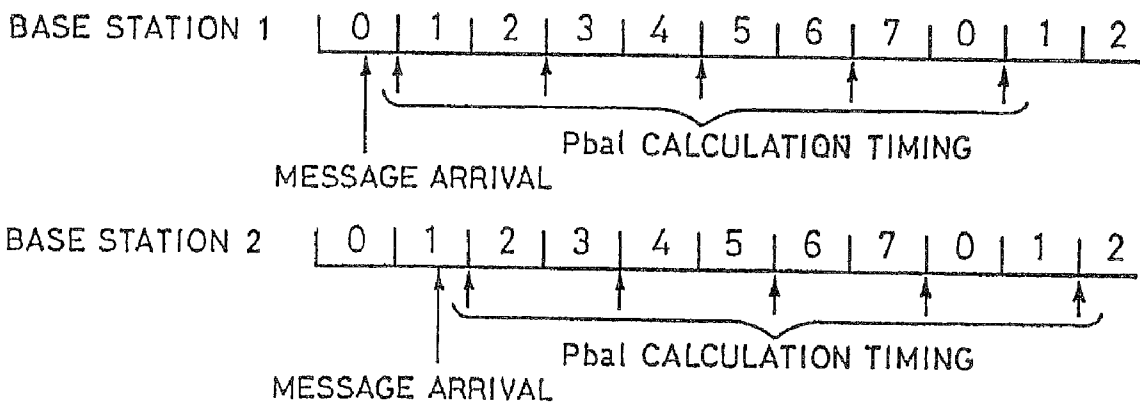 BASE STATION 1 | 0 | 1 | 2 | 3 | 4 | 5 | 6 | 7 | 0 | 1 | 2
Pbal CALCULATION TIMING
MESSAGE ARRIVAL
BASE STATION 2 | 0 | 1 | 2 | 3 | 4 | 5 | 6 | 7 | 0 | 1 | 2
Pbal CALCULATION TIMING
MESSAGE ARRIVAL